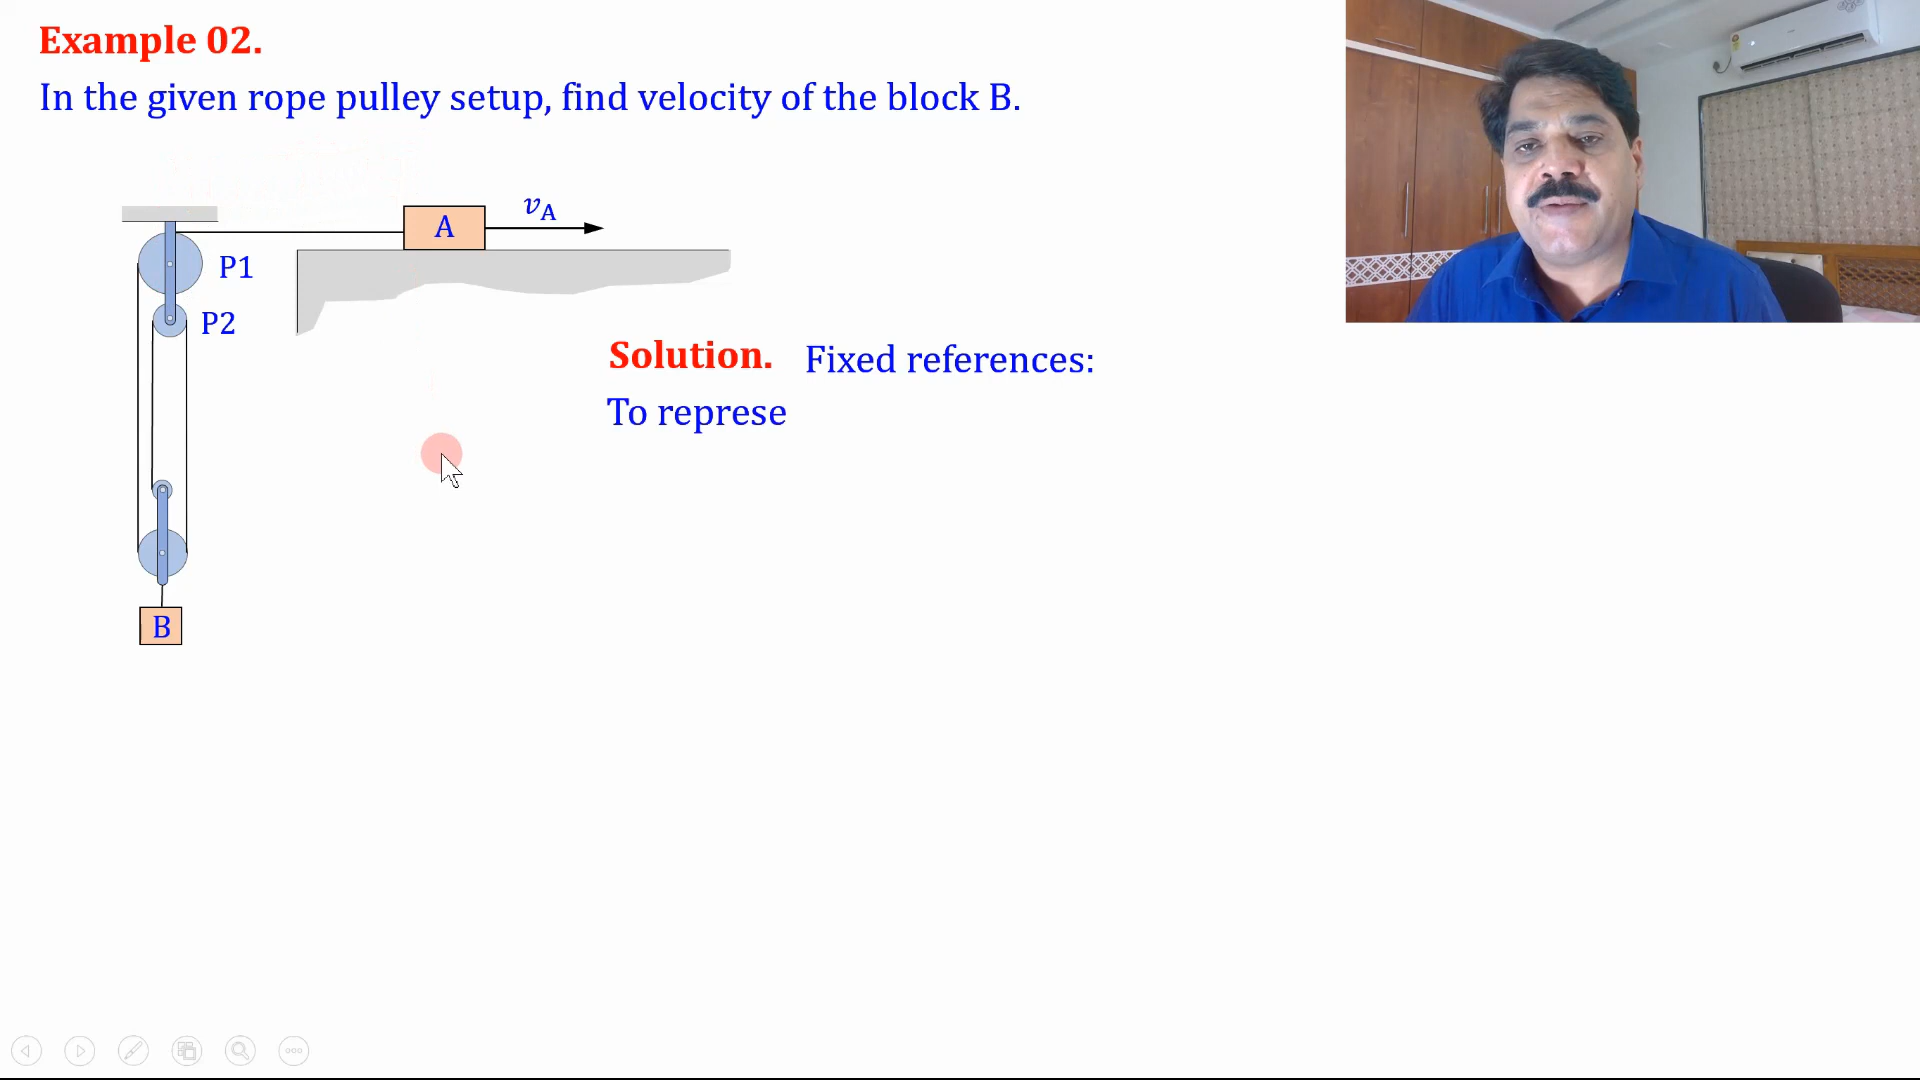 Example 02.
In the given rope pulley setup, find velocity of the block B.
A
vA
P1
P2
Solution. Fixed references:
To represe
B